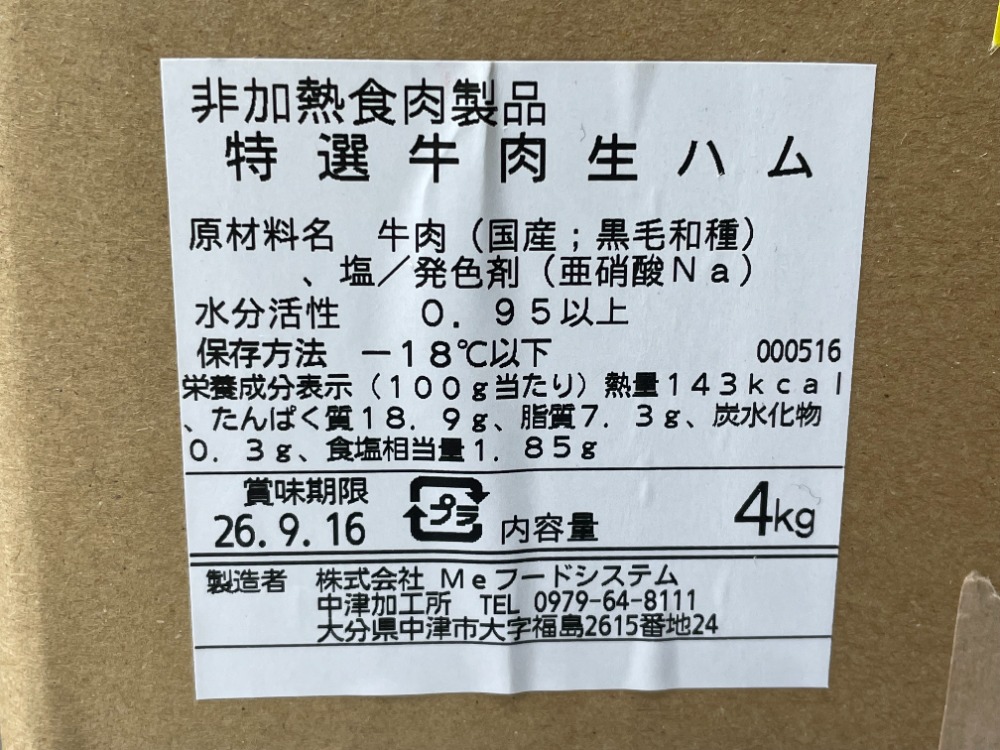 非加熱食肉製品
特選牛肉生ハム
原材料名　牛肉（国産；黒毛和種）
、塩／発色剤（亜硝酸Ｎａ）
水分活性　　０．９５以上
保存方法　－１８℃以下　000516
栄養成分表示（１００ｇ当たり）熱量１４３ｋｃａｌ
、たんぱく質１８．９ｇ、脂質７．３ｇ、炭水化物
０．３ｇ、食塩相当量１．８５ｇ
賞味期限
26.9.16　プラ　内容量　4kg
製造者　株式会社 Ｍｅフードシステム
中津加工所　TEL 0979-64-8111
大分県中津市大字福島2615番地24